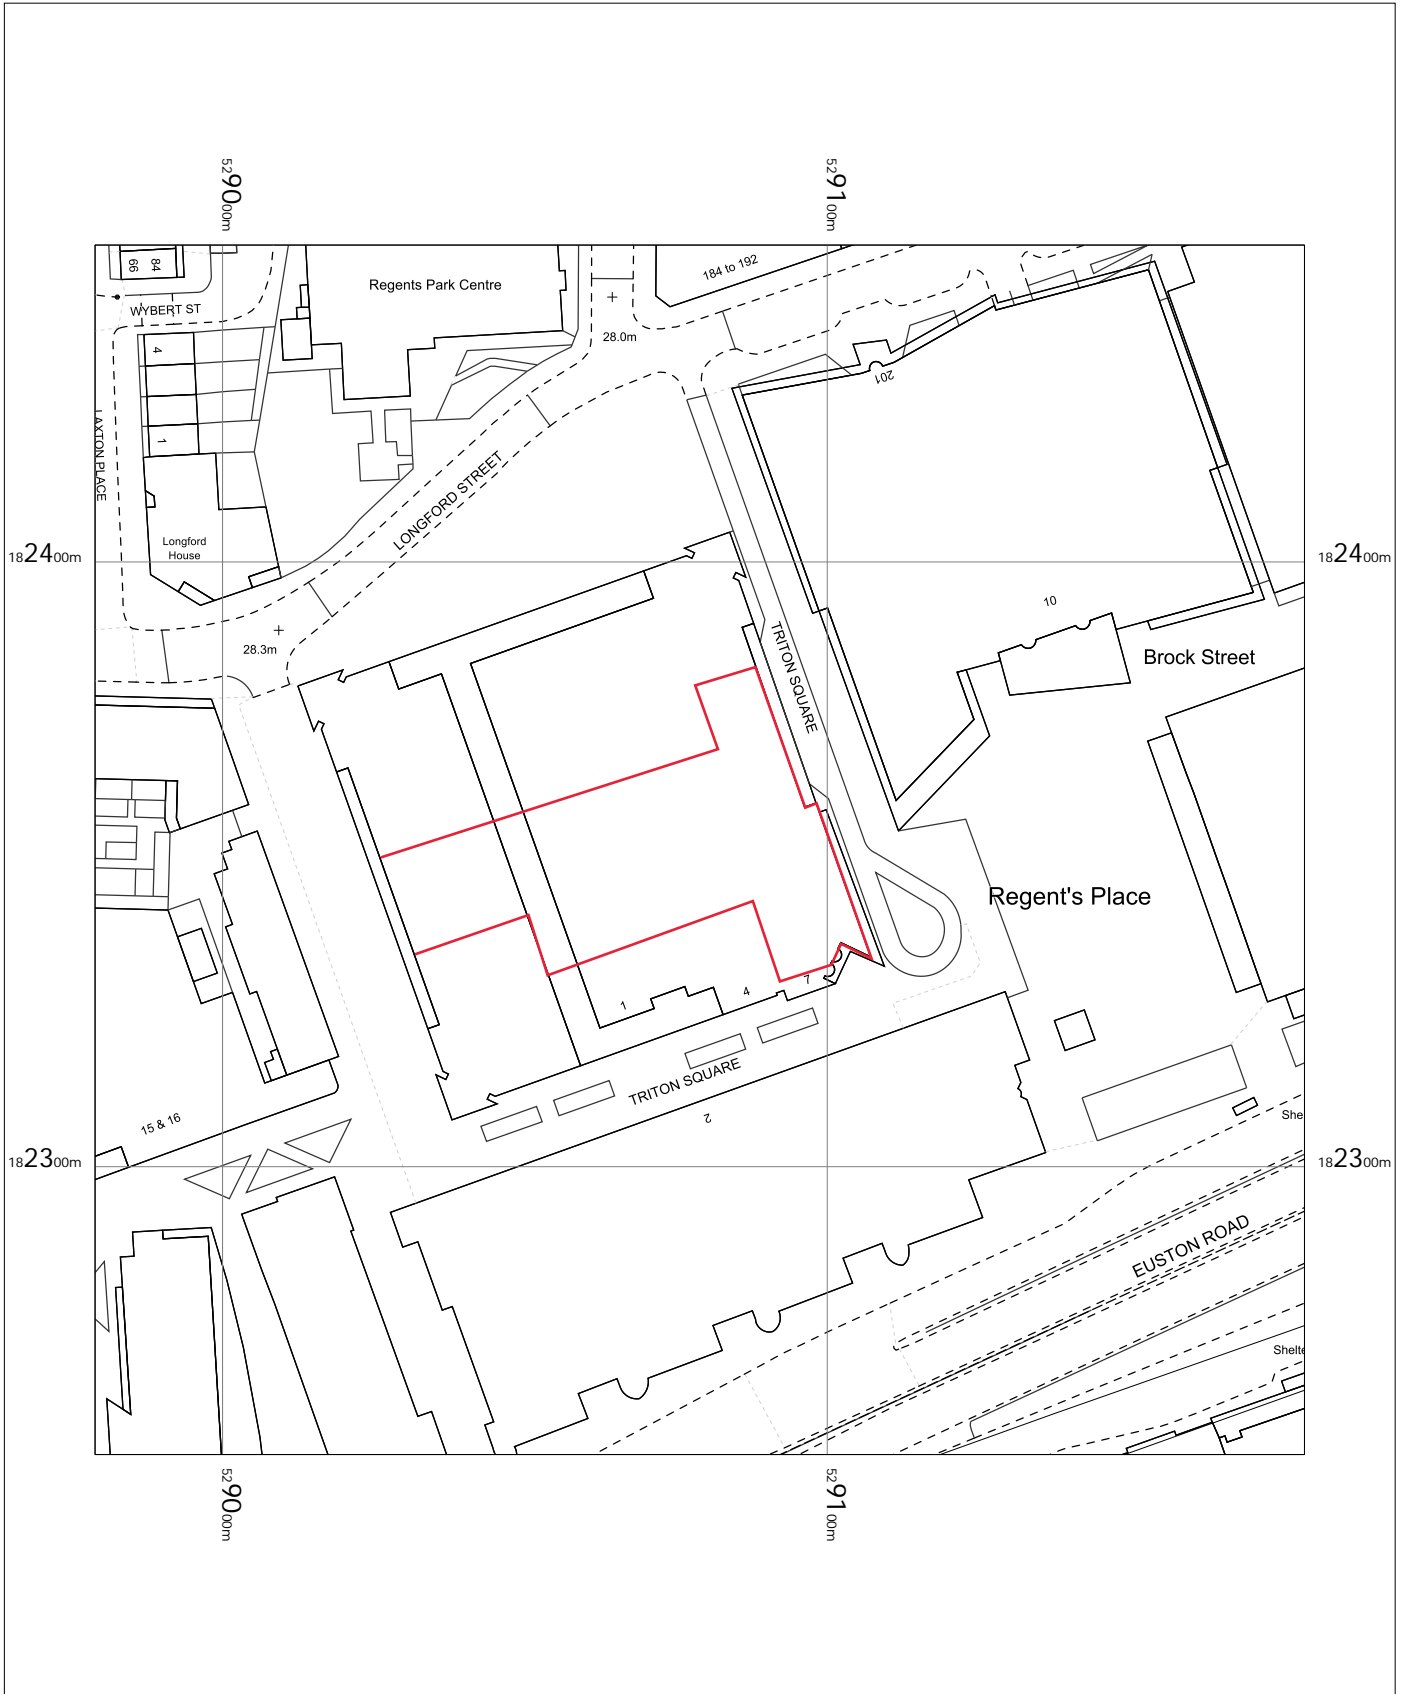 5290 00m
5291 00m
66
84
WYBERT ST
Regents Park Centre
184 to 192
28.0m
4
201
1
LAXTON PLACE
LONGFORD STREET
Longford
House
1824 00m
1824 00m
10
28.3m
TRITON SQUARE
Brock Street
Regent's Place
1
4
7
TRITON SQUARE
2
15 & 16
She
1823 00m
1823 00m
EUSTON ROAD
Shelte
5290 00m
5291 00m